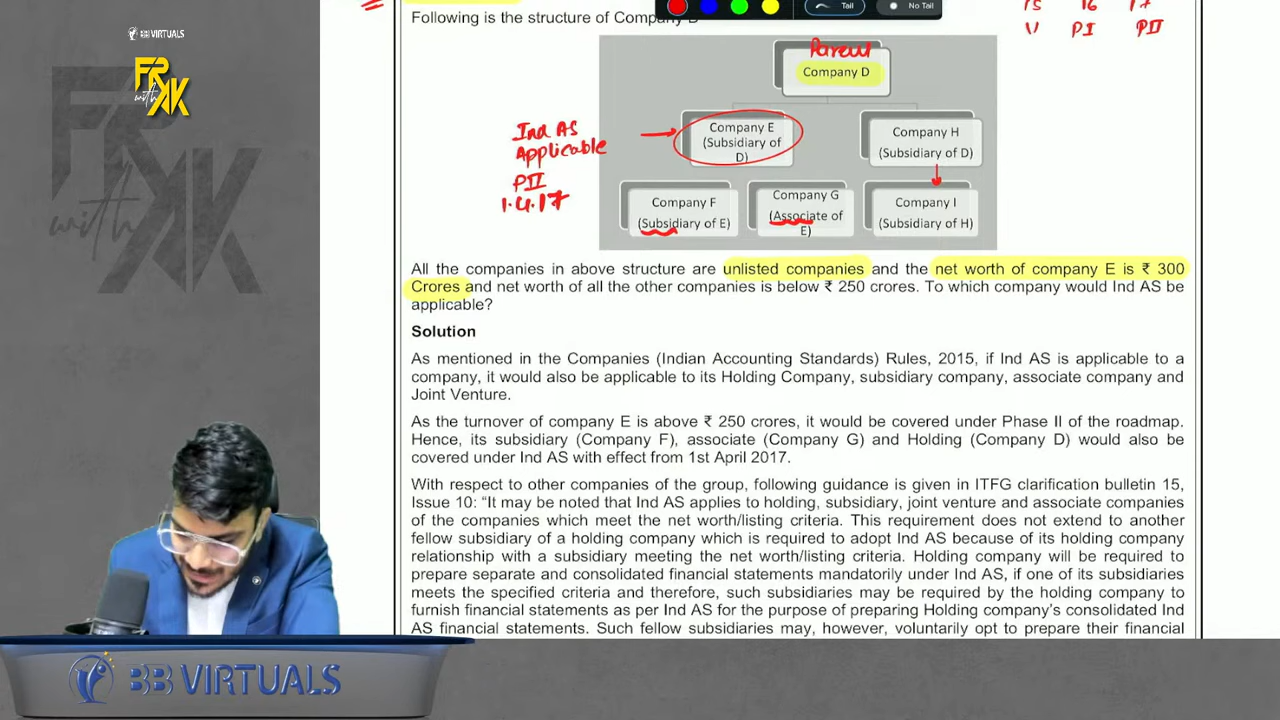 BB VIRTUALS
FR
with
AK
Tail
No Tail
15 16 17
V PI PII
Following is the structure of Company D
Parent
Company D
Ind AS
Applicable
PII
1.4.17
Company E
(Subsidiary of
D)
Company H
(Subsidiary of D)
Company F
(Subsidiary of E)
Company G
(Associate of
E)
Company I
(Subsidiary of H)
All the companies in above structure are unlisted companies and the net worth of company E is ₹ 300
Crores and net worth of all the other companies is below ₹ 250 crores. To which company would Ind AS be
applicable?
Solution
As mentioned in the Companies (Indian Accounting Standards) Rules, 2015, if Ind AS is applicable to a
company, it would also be applicable to its Holding Company, subsidiary company, associate company and
Joint Venture.
As the turnover of company E is above ₹ 250 crores, it would be covered under Phase II of the roadmap.
Hence, its subsidiary (Company F), associate (Company G) and Holding (Company D) would also be
covered under Ind AS with effect from 1st April 2017.
With respect to other companies of the group, following guidance is given in ITFG clarification bulletin 15,
Issue 10: “It may be noted that Ind AS applies to holding, subsidiary, joint venture and associate companies
of the companies which meet the net worth/listing criteria. This requirement does not extend to another
fellow subsidiary of a holding company which is required to adopt Ind AS because of its holding company
relationship with a subsidiary meeting the net worth/listing criteria. Holding company will be required to
prepare separate and consolidated financial statements mandatorily under Ind AS, if one of its subsidiaries
meets the specified criteria and therefore, such subsidiaries may be required by the holding company to
furnish financial statements as per Ind AS for the purpose of preparing Holding company’s consolidated Ind
AS financial statements. Such fellow subsidiaries may, however, voluntarily opt to prepare their financial
BB VIRTUALS